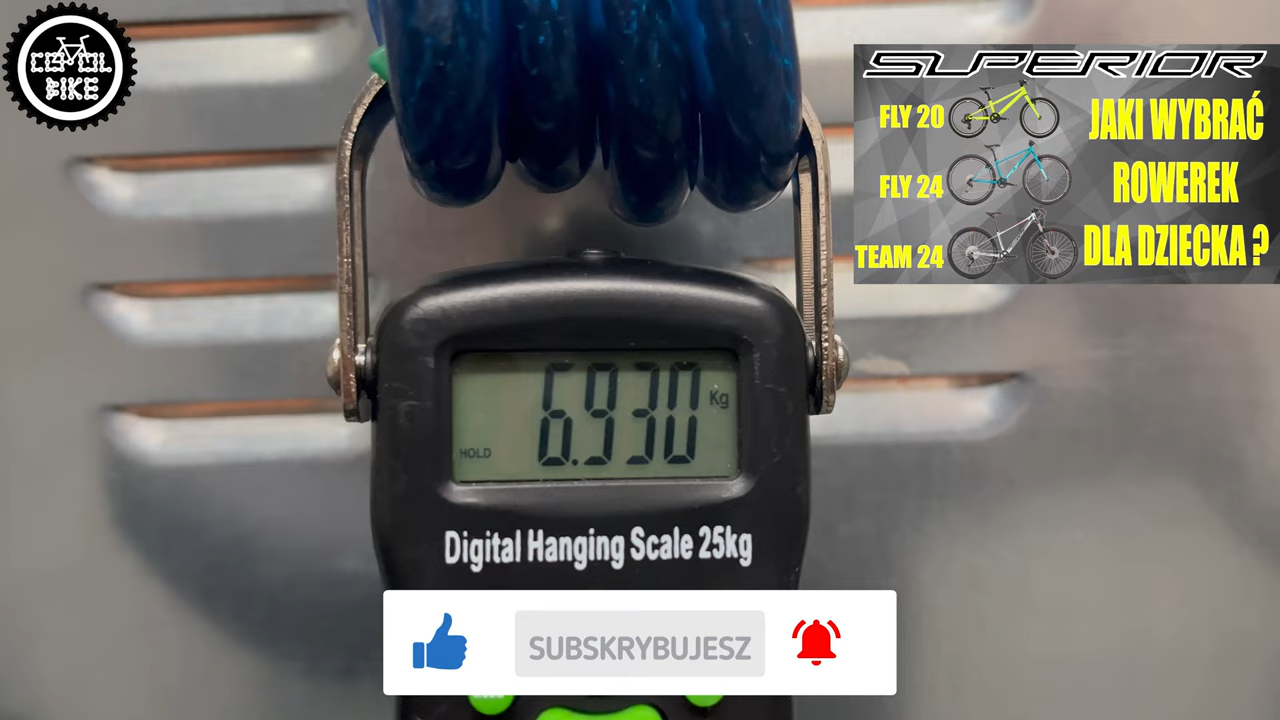 CEMOL
BIKE
SUPERIOR
FLY 20
FLY 24
TEAM 24
JAKI WYBRAĆ
ROWEREK
DLA DZIECKA ?
6.930 Kg
HOLD
Digital Hanging Scale 25kg
SUBSKRYBUJESZ